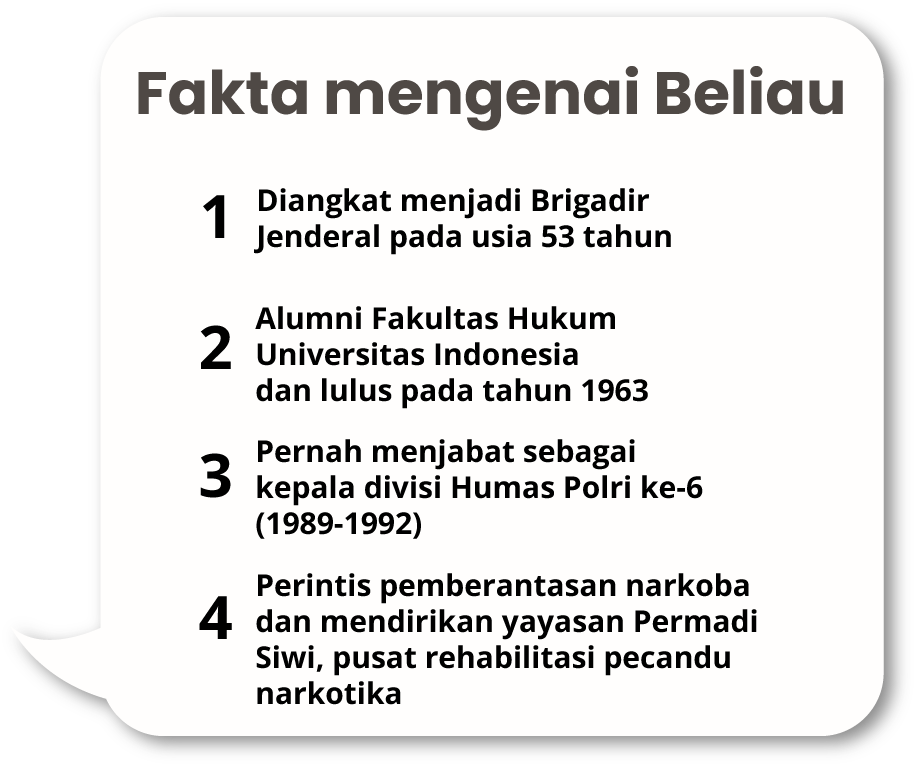 Fakta mengenai Beliau
1 Diangkat menjadi Brigadir
Jenderal pada usia 53 tahun
2 Alumni Fakultas Hukum
Universitas Indonesia
dan lulus pada tahun 1963
3 Pernah menjabat sebagai
kepala divisi Humas Polri ke-6
(1989-1992)
4 Perintis pemberantasan narkoba
dan mendirikan yayasan Permadi
Siwi, pusat rehabilitasi pecandu
narkotika